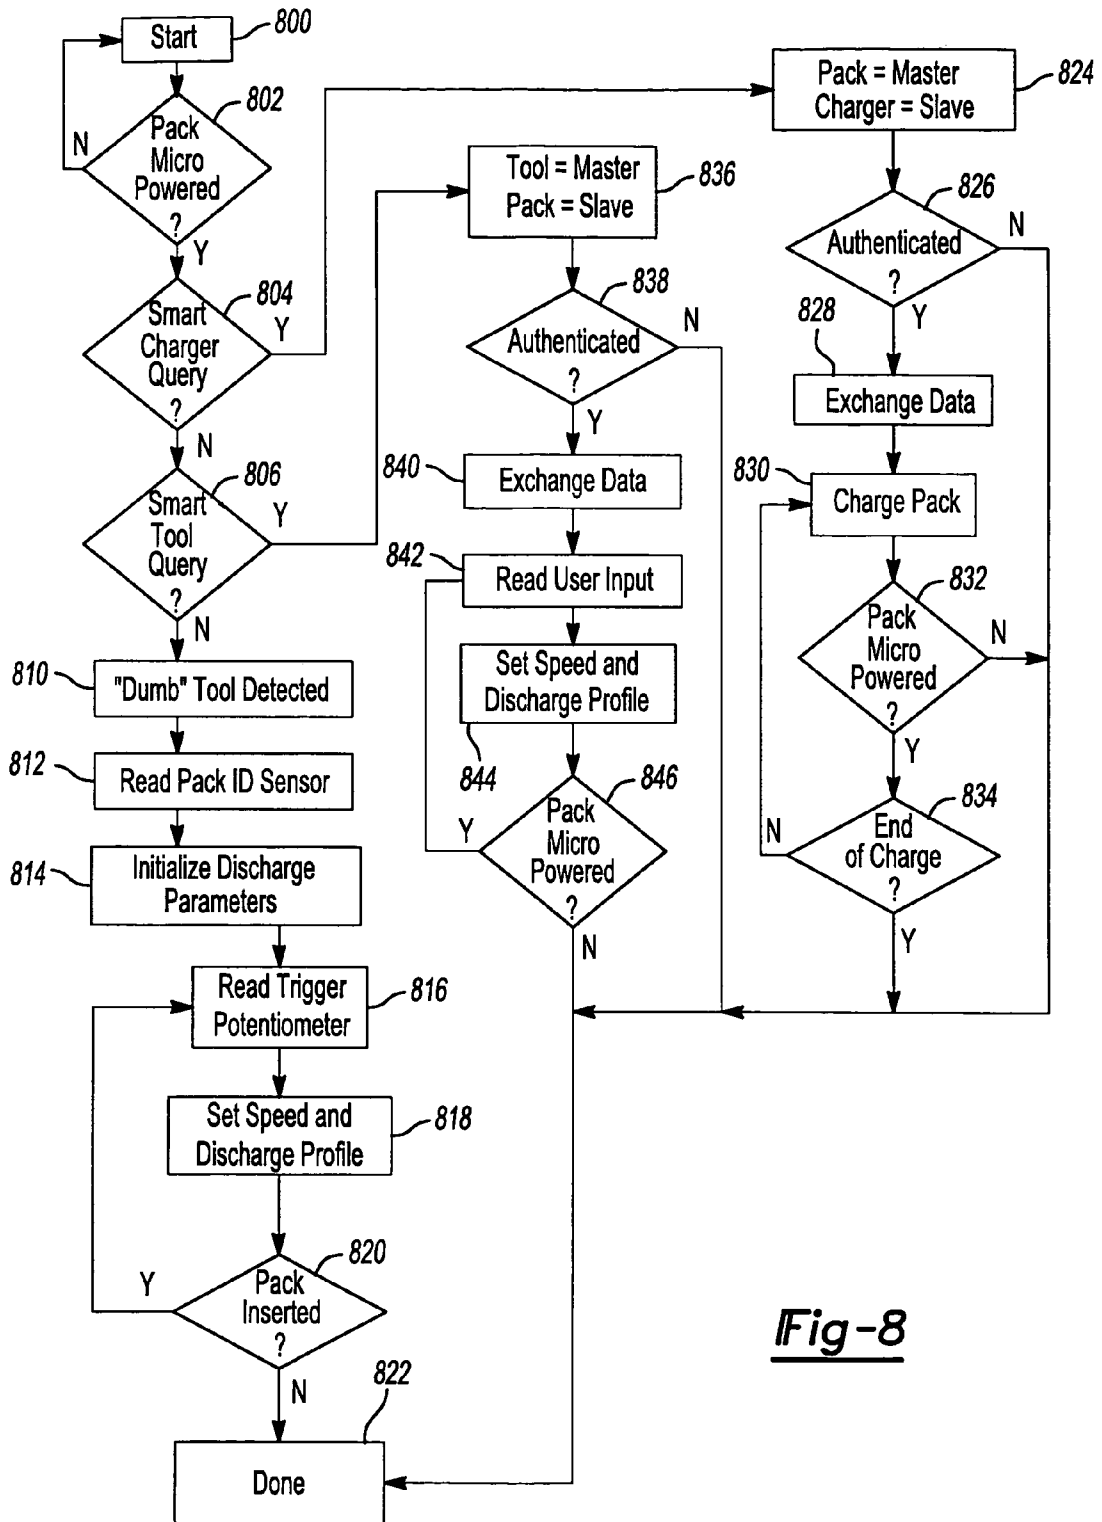 Start
800
Pack
Micro
Powered
?
802
N
Y
Smart
Charger
Query
?
804
Y
N
Smart
Tool
Query
?
806
Y
N
"Dumb" Tool Detected
810
Read Pack ID Sensor
812
Initialize Discharge
Parameters
814
Read Trigger
Potentiometer
816
Set Speed and
Discharge Profile
818
Pack
Inserted
?
820
Y
N
822
Done
Tool = Master
Pack = Slave
836
Authenticated
?
838
N
Y
Exchange Data
840
Read User Input
842
Set Speed and
Discharge Profile
844
Pack
Micro
Powered
?
846
Y
N
Pack = Master
Charger = Slave
824
Authenticated
?
826
N
Y
828
Exchange Data
830
Charge Pack
Pack
Micro
Powered
?
832
N
Y
End
of Charge
?
834
N
Y
Fig-8